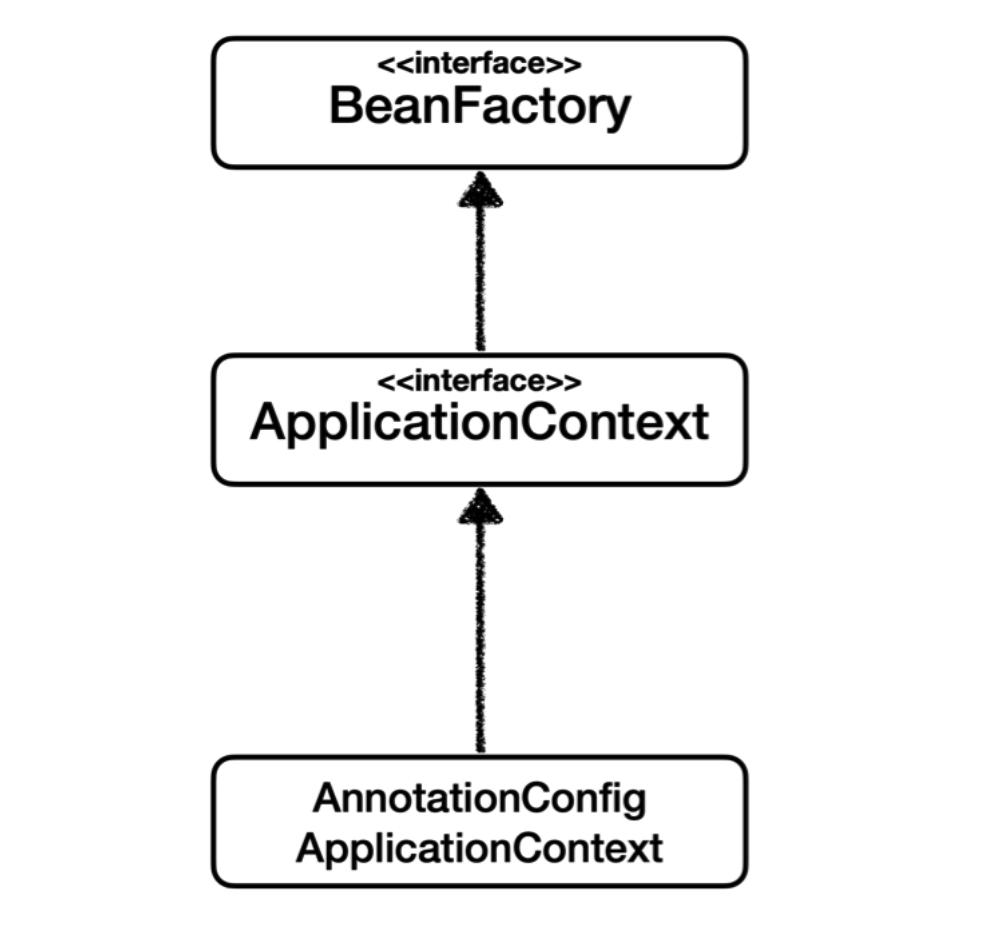 <<interface>>
BeanFactory
<<interface>>
ApplicationContext
AnnotationConfig
ApplicationContext